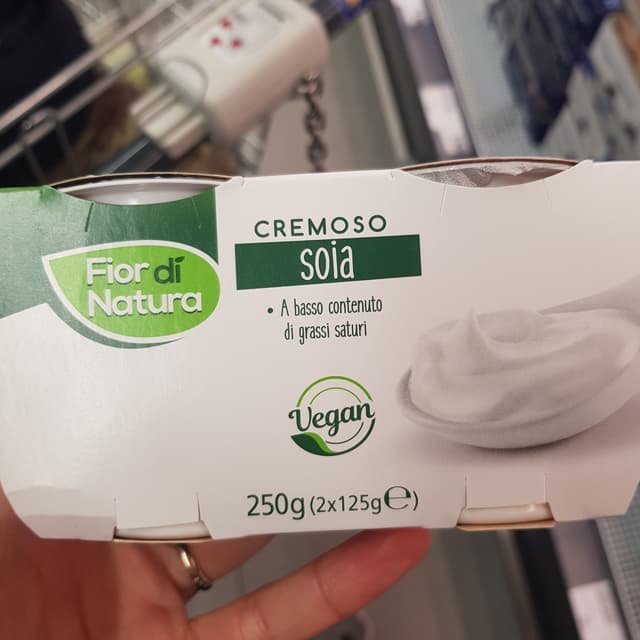 Fior di
Natura
CREMOSO
soia
• A basso contenuto
di grassi saturi
Vegan
250g (2x125g℮)